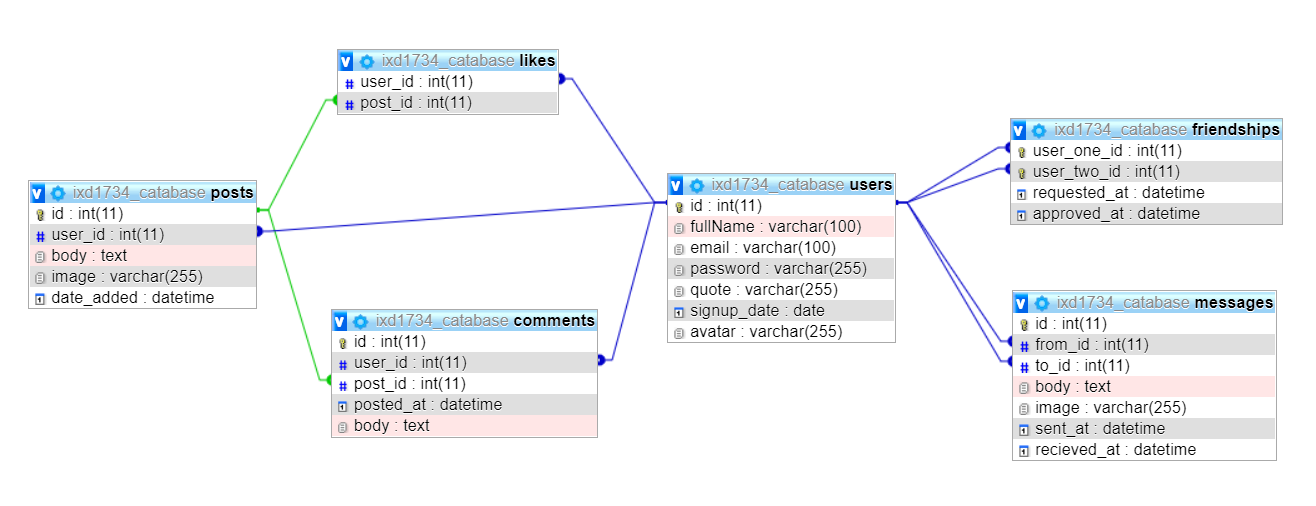 ixd1734_catabase likes
user_id : int(11)
post_id : int(11)
ixd1734_catabase posts
id : int(11)
user_id : int(11)
body : text
image : varchar(255)
date_added : datetime
ixd1734_catabase comments
id : int(11)
user_id : int(11)
post_id : int(11)
posted_at : datetime
body : text
ixd1734_catabase users
id : int(11)
fullName : varchar(100)
email : varchar(100)
password : varchar(255)
quote : varchar(255)
signup_date : date
avatar : varchar(255)
ixd1734_catabase friendships
user_one_id : int(11)
user_two_id : int(11)
requested_at : datetime
approved_at : datetime
ixd1734_catabase messages
id : int(11)
from_id : int(11)
to_id : int(11)
body : text
image : varchar(255)
sent_at : datetime
recieved_at : datetime